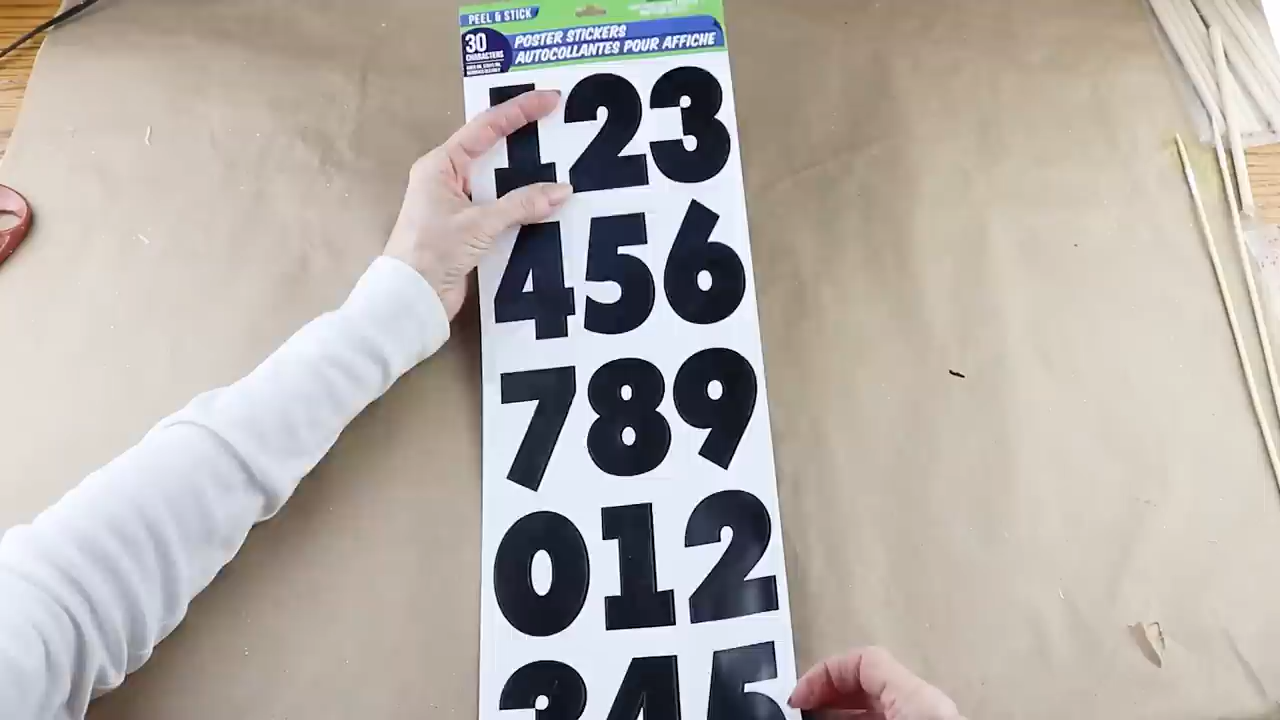 PEEL & STICK
30
CHARACTERS
POSTER STICKERS
AUTOCOLLANTES POUR AFFICHE
123
456
789
012
345